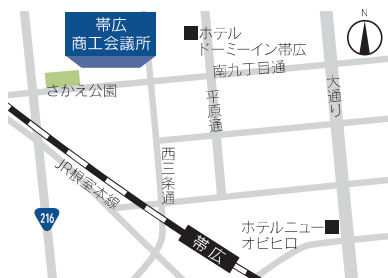 帯広
商工会議所
ホテル
ドーミーイン帯広
N
南九丁目通
さかえ公園
平原通
大通り
西三条通
JR根室本線
216
帯広
ホテルニュー
オビヒロ